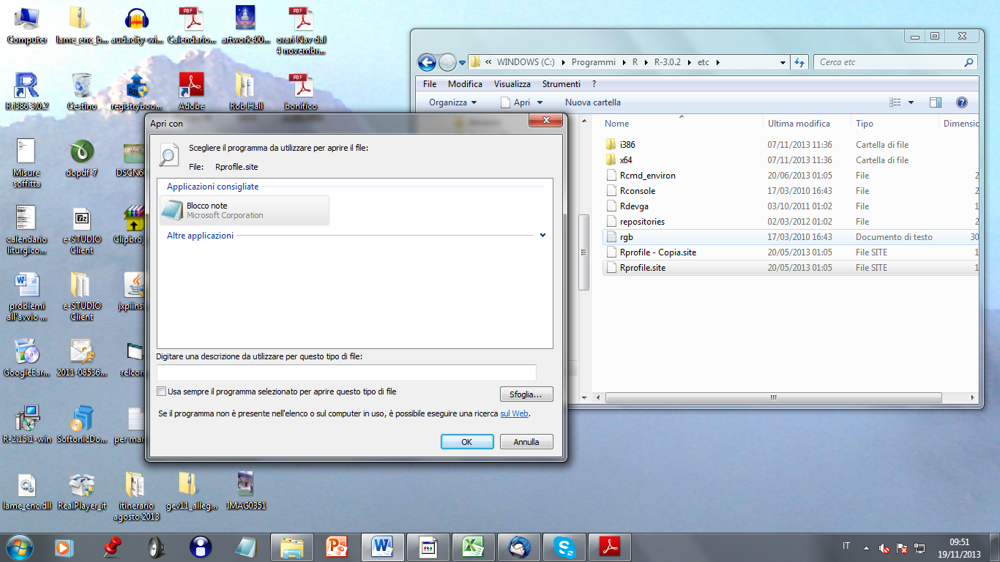 Computer
lame_enc_b...
audacity-wi...
Calendario...
artworks00...
orari Nav dal
4 novembr...
R i386 3.0.2
Cestino
registryboo...
Adobe
Rob Hall
bonifico
Misure
soffitta
dopdf-7
DSCN6
calendario
liturgico...
e-STUDIO
Client
Clipbrd
problemi
all'avvio ...
e-STUDIO
Client
jxpiinst
GoogleEar...
2011-08536...
relcon
R-2.15.1-win
SoftonicDo...
per mar
lame_enc.dll
RealPlayer_it
itinerario
agosto 2013
gev11_alleg...
IMAG0351
Apri con
Scegliere il programma da utilizzare per aprire il file:
File: Rprofile.site
Applicazioni consigliate
Blocco note
Microsoft Corporation
Altre applicazioni
Digitare una descrizione da utilizzare per questo tipo di file:
Usa sempre il programma selezionato per aprire questo tipo di file
Sfoglia...
Se il programma non è presente nell'elenco o sul computer in uso, è possibile eseguire una ricerca sul Web.
OK
Annulla
« WINDOWS (C:) Programmi R R-3.0.2 etc
Cerca etc
File Modifica Visualizza Strumenti ?
Organizza Apri Nuova cartella
Nome Ultima modifica Tipo Dimensio
i386 07/11/2013 11:36 Cartella di file
x64 07/11/2013 11:36 Cartella di file
Rcmd_environ 20/06/2013 01:05 File 2
Rconsole 17/03/2010 16:43 File 2
Rdevga 03/10/2011 01:02 File 1
repositories 02/03/2012 01:02 File 2
rgb 17/03/2010 16:43 Documento di testo 30
Rprofile - Copia.site 20/05/2013 01:05 File SITE 1
Rprofile.site 20/05/2013 01:05 File SITE 1
IT
09:51
19/11/2013